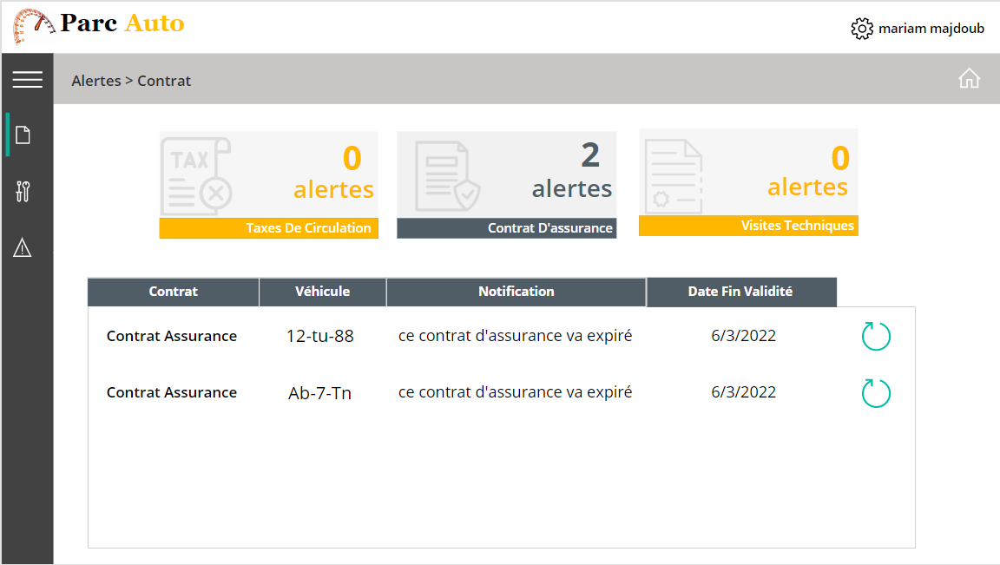 Parc Auto
mariam majdoub
Alertes > Contrat
TAX
0
alertes
Taxes De Circulation
2
alertes
Contrat D'assurance
0
alertes
Visites Techniques
Contrat Véhicule Notification Date Fin Validité
Contrat Assurance 12-tu-88 ce contrat d'assurance va expiré 6/3/2022
Contrat Assurance Ab-7-Tn ce contrat d'assurance va expiré 6/3/2022